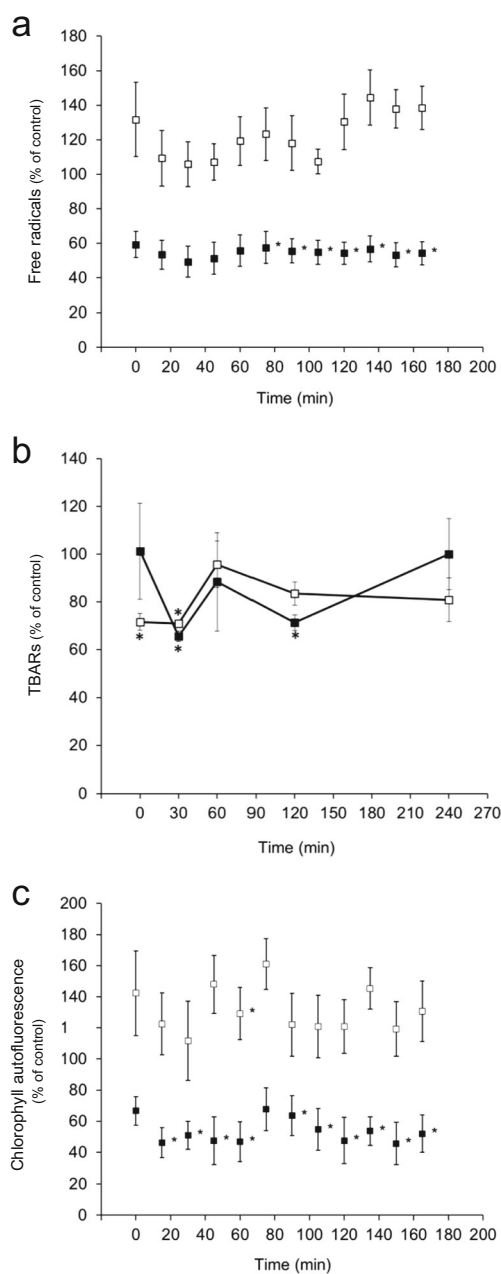 a
180
160
140
120
100
80
60
40
20
0
Free radicals (% of control)
* * * * * * *
0 20 40 60 80 100 120 140 160 180 200
Time (min)
b
140
120
100
80
60
40
20
0
TBARs (% of control)
*
*
*
*
0 30 60 90 120 150 180 210 240 270
Time (min)
c
200
160
140
1
100
80
60
40
20
0
Chlorophyll autofluorescence
(% of control)
*
* * * * * * * * * *
0 20 40 60 80 100 120 140 160 180 200
Time (min)